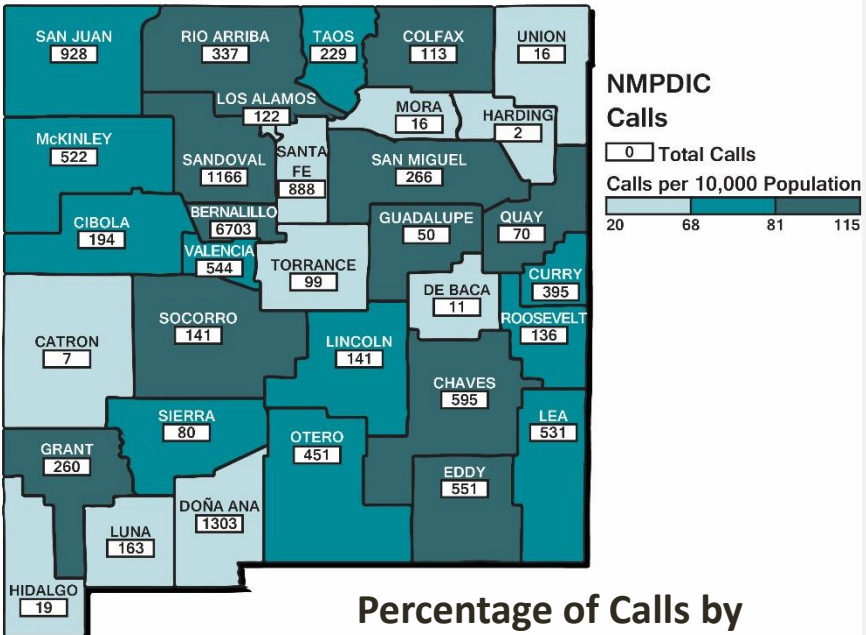 SAN JUAN
928
RIO ARRIBA
337
TAOS
229
COLFAX
113
UNION
16
LOS ALAMOS
122
MORA
16
HARDING
2
McKINLEY
522
SANDOVAL
1166
SANTA
FE
888
SAN MIGUEL
266
CIBOLA
194
BERNALILLO
6703
VALENCIA
544
GUADALUPE
50
QUAY
70
TORRANCE
99
CURRY
395
DE BACA
11
ROOSEVELT
136
CATRON
7
SOCORRO
141
LINCOLN
141
CHAVES
595
SIERRA
80
LEA
531
GRANT
260
OTERO
451
EDDY
551
DOÑA ANA
1303
LUNA
163
HIDALGO
19
NMPDIC
Calls
0 Total Calls
Calls per 10,000 Population
20 68 81 115
Percentage of Calls by